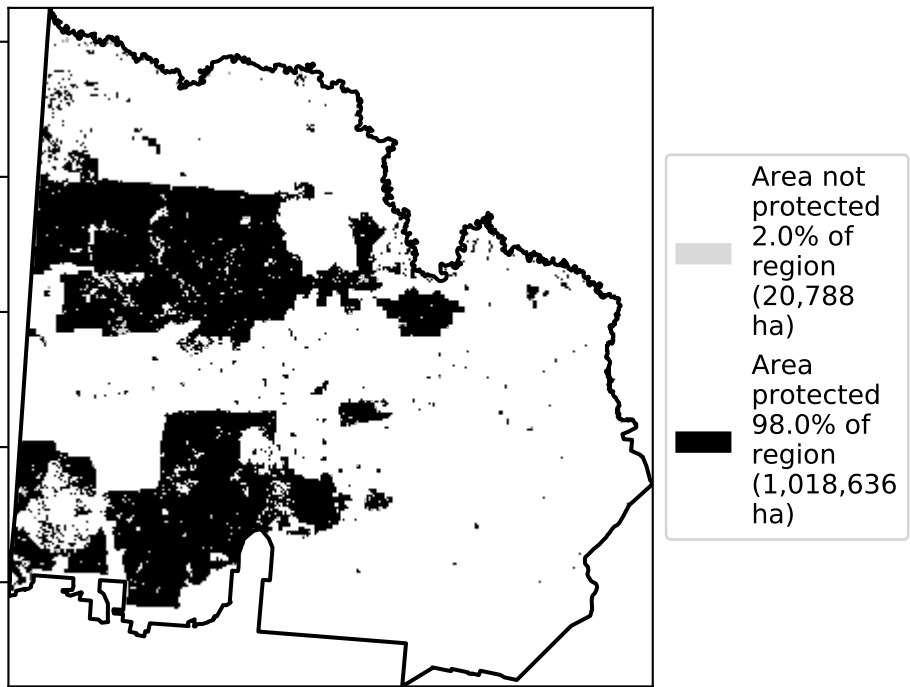 Area not
protected
2.0% of
region
(20,788
ha)
Area
protected
98.0% of
region
(1,018,636
ha)